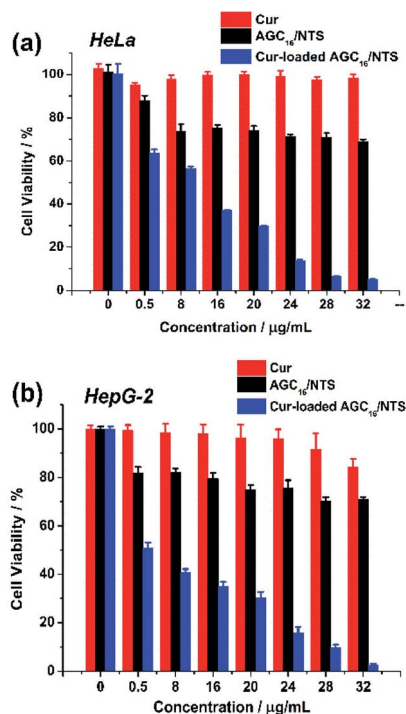 (a)
HeLa
Cur
AGC₁₆/NTS
Cur-loaded AGC₁₆/NTS
Cell Viability / %
120
100
80
60
40
20
0
0 0.5 8 16 20 24 28 32 --
Concentration / μg/mL
(b)
HepG-2
Cur
AGC₁₆/NTS
Cur-loaded AGC₁₆/NTS
Cell Viability / %
120
100
80
60
40
20
0
0 0.5 8 16 20 24 28 32
Concentration / μg/mL